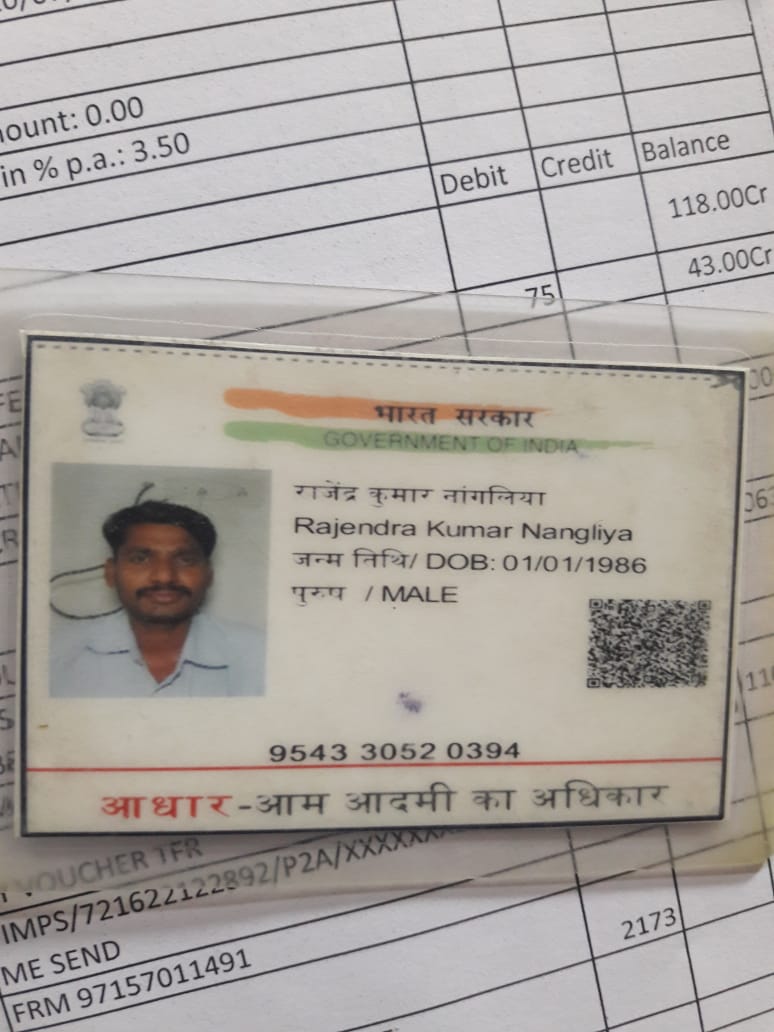 ount: 0.00
in % p.a.: 3.50
Debit Credit Balance
118.00Cr
75 43.00Cr
भारत सरकार
GOVERNMENT OF INDIA
राजेंद्र कुमार नांगलिया
Rajendra Kumar Nangliya
जन्म तिथि/ DOB: 01/01/1986
पुरुष / MALE
9543 3052 0394
आधार-आम आदमी का अधिकार
VOUCHER TFR
IMPS/721622122892/P2A/XXXXXX
ME SEND
2173
FRM 97157011491